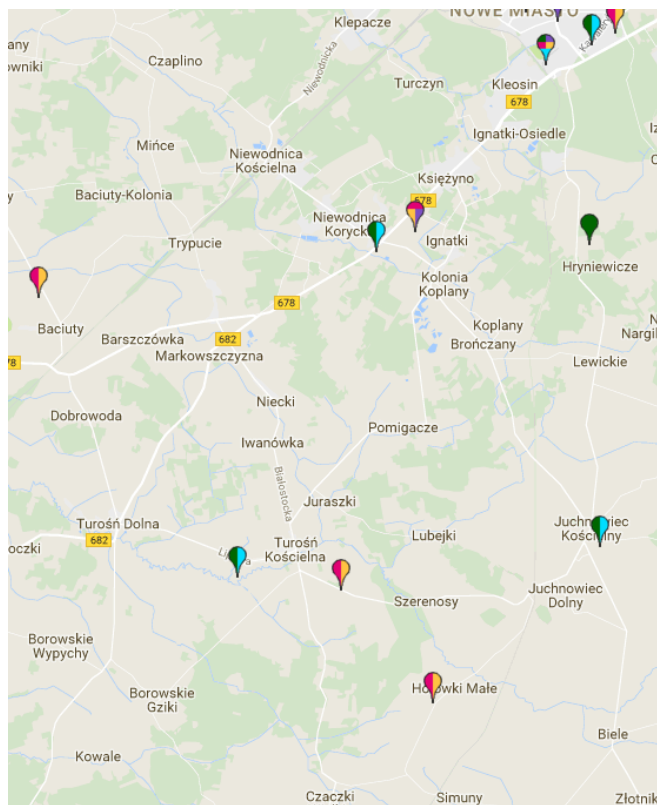 NOWE MIASTO
Klepacze
Czaplino
Niewodnicka
Turczyn
Kleosin
678
Ignatki-Osiedle
Mińce
Niewodnica
Kościelna
Księżyno
Baciuty-Kolonia
678
Niewodnica
Trypucie
Ignatki
Hryniewicze
Kolonia
Koplany
Baciuty
678
Barszczówka
682
Markowszczyzna
Koplany
Brończany
Lewickie
Niecki
Dobrowoda
Iwanówka
Pomigacze
Białostocka
Juraszki
Turośń Dolna
682
Turośń
Kościelna
Lubejki
Juchnowiec
Kościelny
Szerenosy
Juchnowiec
Dolny
Borowskie
Wypychy
Małe
Borowskie
Gziki
Biele
Kowale
Czaczki
Simuny